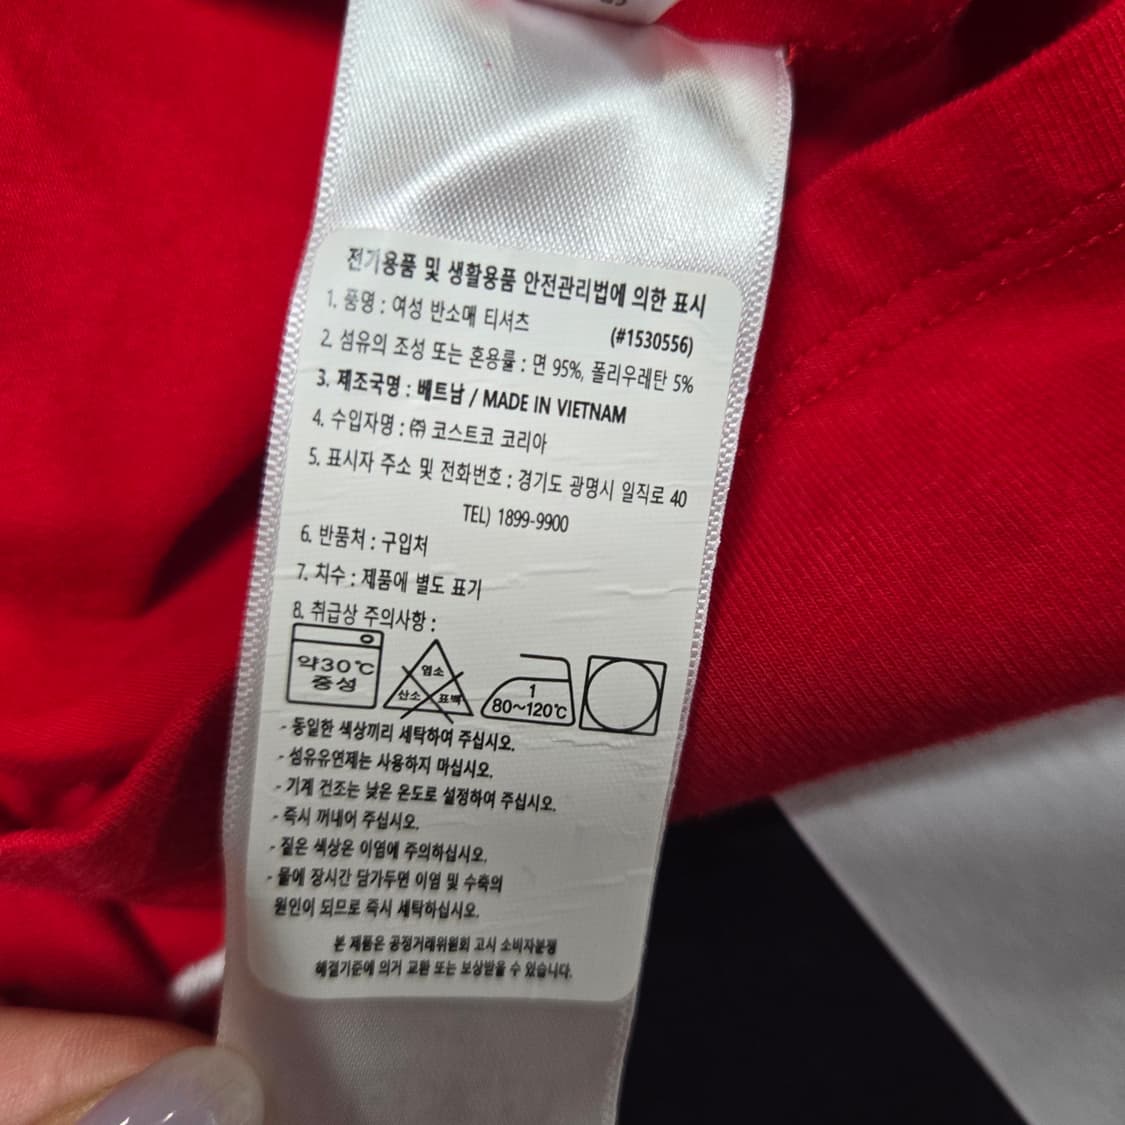 전기용품 및 생활용품 안전관리법에 의한 표시
(#1530556)
1. 품명 : 여성 반소매 티셔츠
2. 섬유의 조성 또는 혼용률 : 면 95%, 폴리우레탄 5%
3. 제조국명 : 베트남 / MADE IN VIETNAM
4. 수입자명 : ㈜ 코스트코 코리아
5. 표시자 주소 및 전화번호 : 경기도 광명시 일직로 40
TEL) 1899-9900
6. 반품처 : 구입처
7. 치수 : 제품에 별도 표기
8. 취급상 주의사항 :
약30℃
중성
염소
산소 표백
1
80~120℃
- 동일한 색상끼리 세탁하여 주십시오.
- 섬유유연제는 사용하지 마십시오.
- 기계 건조는 낮은 온도로 설정하여 주십시오.
- 즉시 꺼내어 주십시오.
- 짙은 색상은 이염에 주의하십시오.
- 물에 장시간 담가두면 이염 및 수축의
원인이 되므로 즉시 세탁하십시오.
본 제품은 공정거래위원회 고시 소비자분쟁
해결기준에 의거 교환 또는 보상받을 수 있습니다.